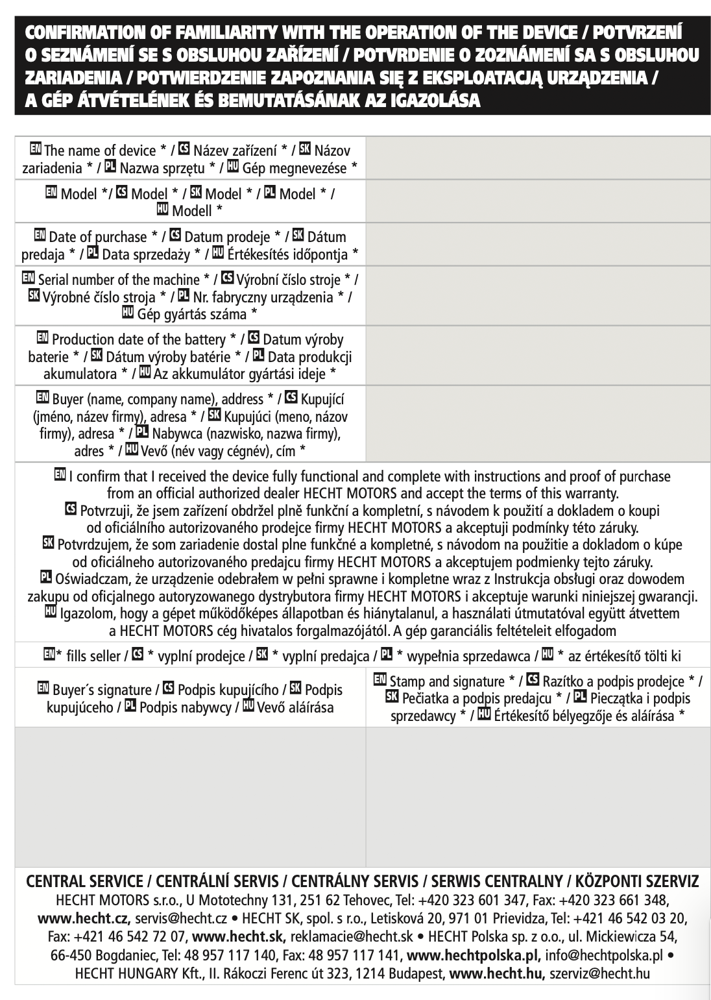 CONFIRMATION OF FAMILIARITY WITH THE OPERATION OF THE DEVICE / POTVRZENÍ
O SEZNÁMENÍ SE S OBSLUHOU ZAŘÍZENÍ / POTVRDENIE O ZOZNÁMENÍ SA S OBSLUHOU
ZARIADENIA / POTWIERDZENIE ZAPOZNANIA SIĘ Z EKSPLOATACJĄ URZĄDZENIA /
A GÉP ÁTVÉTELÉNEK ÉS BEMUTATÁSÁNAK AZ IGAZOLÁSA
EN The name of device * / CS Název zařízení * / SK Názov
zariadenia * / PL Nazwa sprzętu * / HU Gép megnevezése *
EN Model */ CS Model * / SK Model * / PL Model * /
HU Modell *
EN Date of purchase * / CS Datum prodeje * / SK Dátum
predaja * / PL Data sprzedaży * / HU Értékesítés időpontja *
EN Serial number of the machine * / CS Výrobní číslo stroje * /
SK Výrobné číslo stroja * / PL Nr. fabryczny urządzenia * /
HU Gép gyártás száma *
EN Production date of the battery * / CS Datum výroby
baterie * / SK Dátum výroby batérie * / PL Data produkcji
akumulatora * / HU Az akkumulátor gyártási ideje *
EN Buyer (name, company name), address * / CS Kupující
(jméno, název firmy), adresa * / SK Kupujúci (meno, názov
firmy), adresa * / PL Nabywca (nazwisko, nazwa firmy),
adres * / HU Vevő (név vagy cégnév), cím *
EN I confirm that I received the device fully functional and complete with instructions and proof of purchase
from an official authorized dealer HECHT MOTORS and accept the terms of this warranty.
CS Potvrzuji, že jsem zařízení obdržel plně funkční a kompletní, s návodem k použití a dokladem o koupi
od oficiálního autorizovaného prodejce firmy HECHT MOTORS a akceptuji podmínky této záruky.
SK Potvrdzujem, že som zariadenie dostal plne funkčné a kompletné, s návodom na použitie a dokladom o kúpe
od oficiálneho autorizovaného predajcu firmy HECHT MOTORS a akceptujem podmienky tejto záruky.
PL Oświadczam, że urządzenie odebrałem w pełni sprawne i kompletne wraz z Instrukcja obsługi oraz dowodem
zakupu od oficjalnego autoryzowanego dystrybutora firmy HECHT MOTORS i akceptuje warunki niniejszej gwarancji.
HU Igazolom, hogy a gépet működőképes állapotban és hiánytalanul, a használati útmutatóval együtt átvettem
a HECHT MOTORS cég hivatalos forgalmazójától. A gép garanciális feltételeit elfogadom
EN* fills seller / CS * vyplní prodejce / SK * vyplní predajca / PL * wypełnia sprzedawca / HU * az értékesítő tölti ki
EN Buyer´s signature / CS Podpis kupujícího / SK Podpis
kupujúceho / PL Podpis nabywcy / HU Vevő aláírása
EN Stamp and signature * / CS Razítko a podpis prodejce * /
SK Pečiatka a podpis predajcu * / PL Pieczątka i podpis
sprzedawcy * / HU Értékesítő bélyegzője és aláírása *
CENTRAL SERVICE / CENTRÁLNÍ SERVIS / CENTRÁLNY SERVIS / SERWIS CENTRALNY / KÖZPONTI SZERVIZ
HECHT MOTORS s.r.o., U Mototechny 131, 251 62 Tehovec, Tel: +420 323 601 347, Fax: +420 323 661 348,
www.hecht.cz, servis@hecht.cz • HECHT SK, spol. s r.o., Letisková 20, 971 01 Prievidza, Tel: +421 46 542 03 20,
Fax: +421 46 542 72 07, www.hecht.sk, reklamacie@hecht.sk • HECHT Polska sp. z o.o., ul. Mickiewicza 54,
66-450 Bogdaniec, Tel: 48 957 117 140, Fax: 48 957 117 141, www.hechtpolska.pl, info@hechtpolska.pl •
HECHT HUNGARY Kft., II. Rákoczi Ferenc út 323, 1214 Budapest, www.hecht.hu, szerviz@hecht.hu